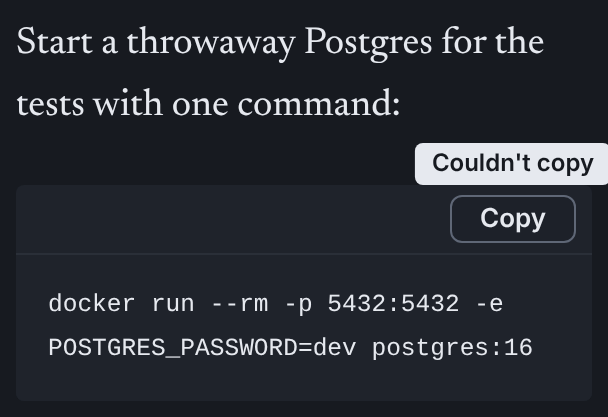 Start a throwaway Postgres for the
tests with one command:
Couldn't copy
Copy
docker run --rm -p 5432:5432 -e
POSTGRES_PASSWORD=dev postgres:16